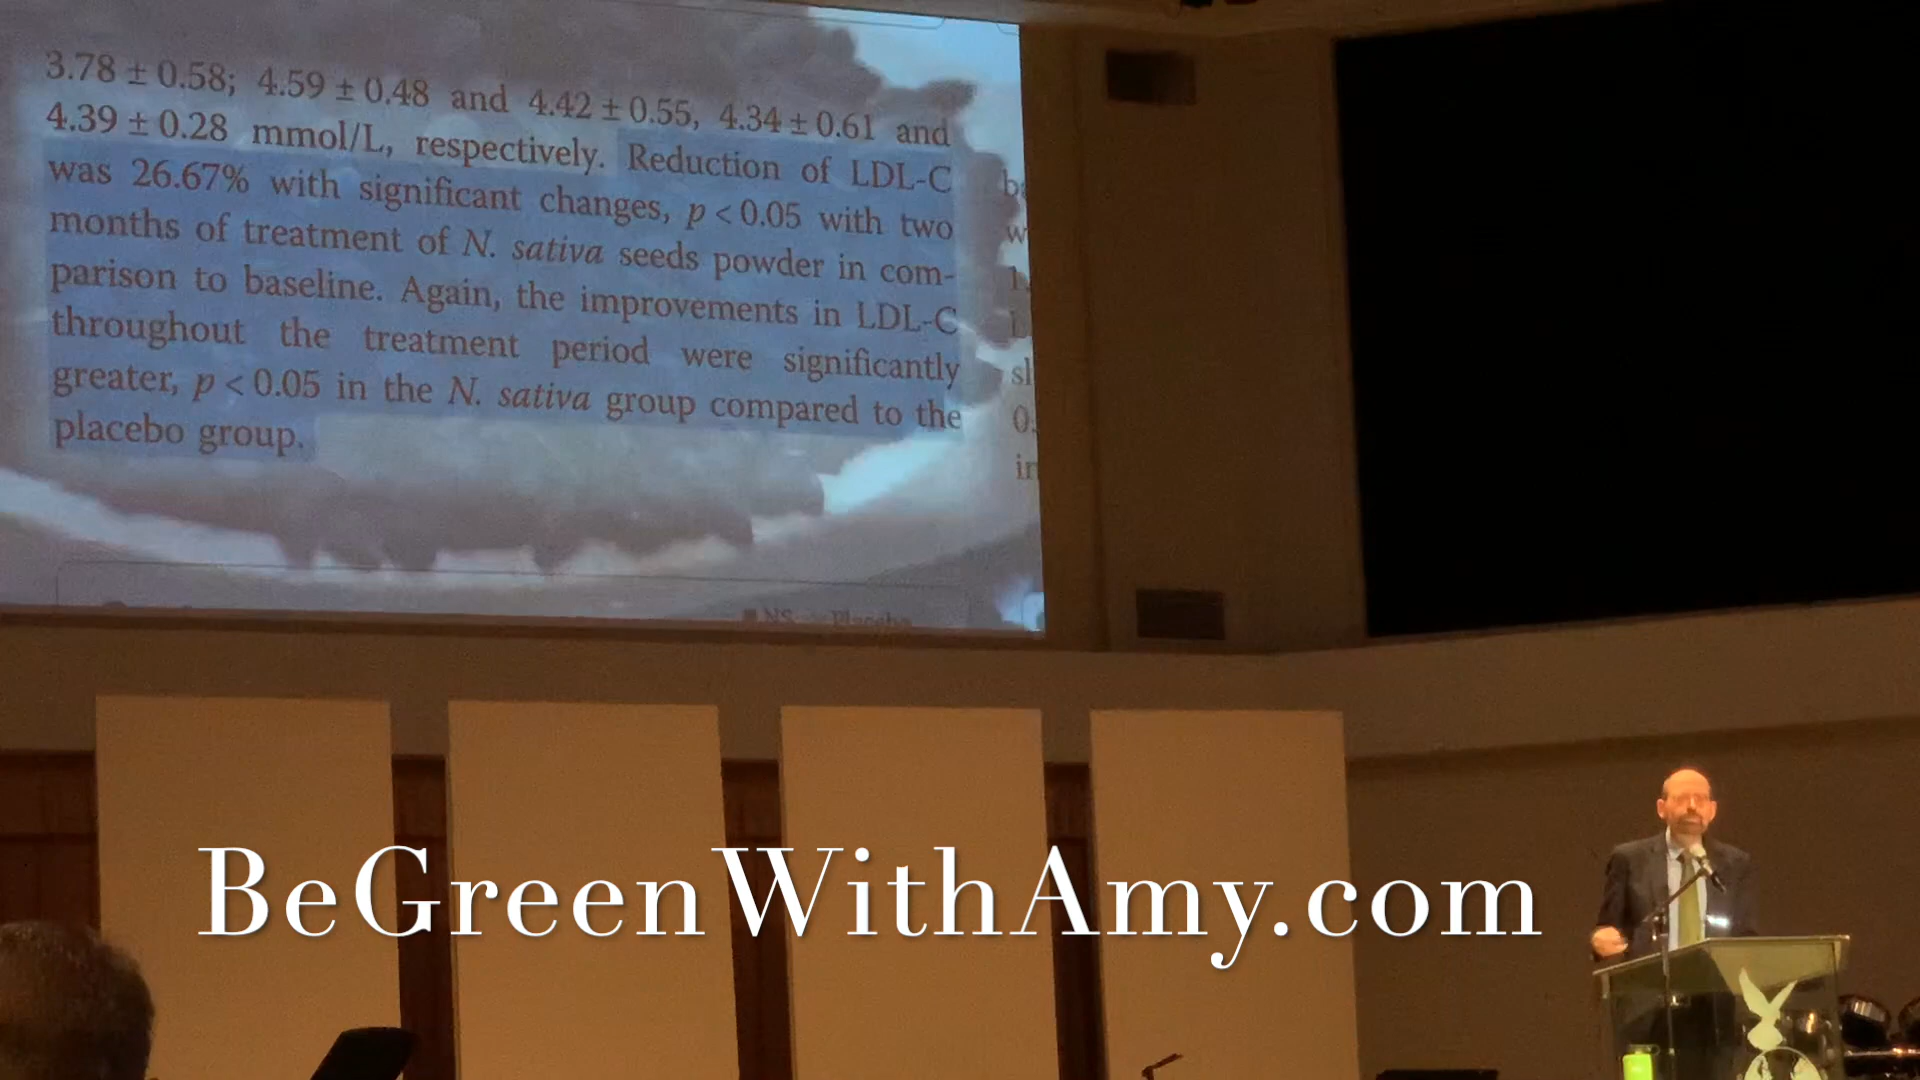 3.78 ± 0.58; 4.59 ± 0.48 and 4.42 ± 0.55, 4.34 ± 0.61 and
4.39 ± 0.28 mmol/L, respectively. Reduction of LDL-C
was 26.67% with significant changes, p < 0.05 with two
months of treatment of N. sativa seeds powder in com-
parison to baseline. Again, the improvements in LDL-C
throughout the treatment period were significantly
greater, p < 0.05 in the N. sativa group compared to the
placebo group.
NS Placebo
BeGreenWithAmy.com